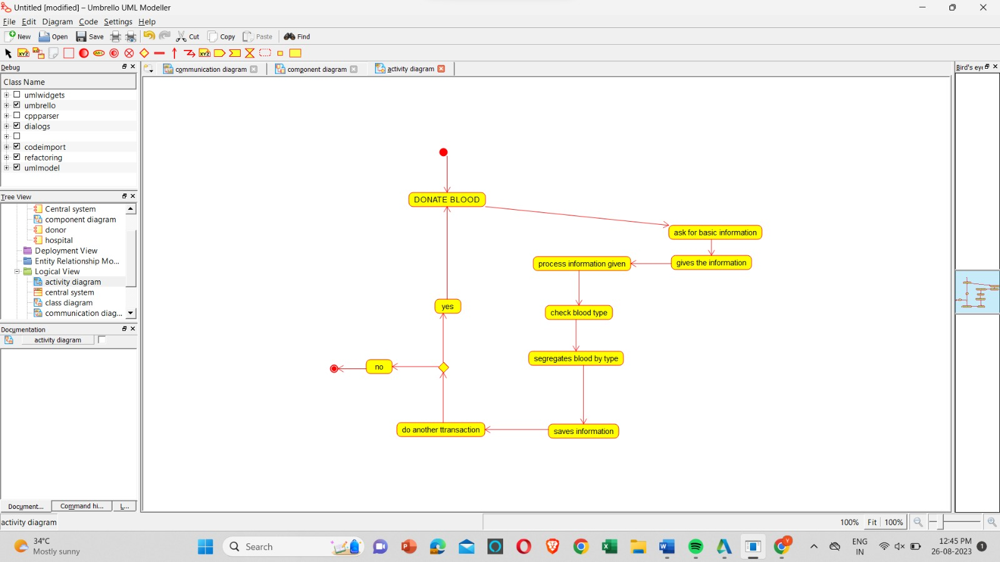 Untitled [modified] – Umbrello UML Modeller
File Edit Diagram Code Settings Help
New Open Save Cut Copy Paste Find
Debug
Class Name
umlwidgets
umbrello
cppparser
dialogs
codeimport
refactoring
umlmodel
Tree View
Central system
component diagram
donor
hospital
Deployment View
Entity Relationship Mo...
Logical View
activity diagram
central system
class diagram
communication diag...
Documentation
activity diagram
Document... Command hi... L...
activity diagram
communication diagram component diagram activity diagram
DONATE BLOOD
ask for basic information
gives the information
process information given
check blood type
segregates blood by type
saves information
do another ttransaction
yes
no
Bird's eye
100% Fit 100%
34°C
Mostly sunny
Search
ENG
IN
12:45 PM
26-08-2023
1